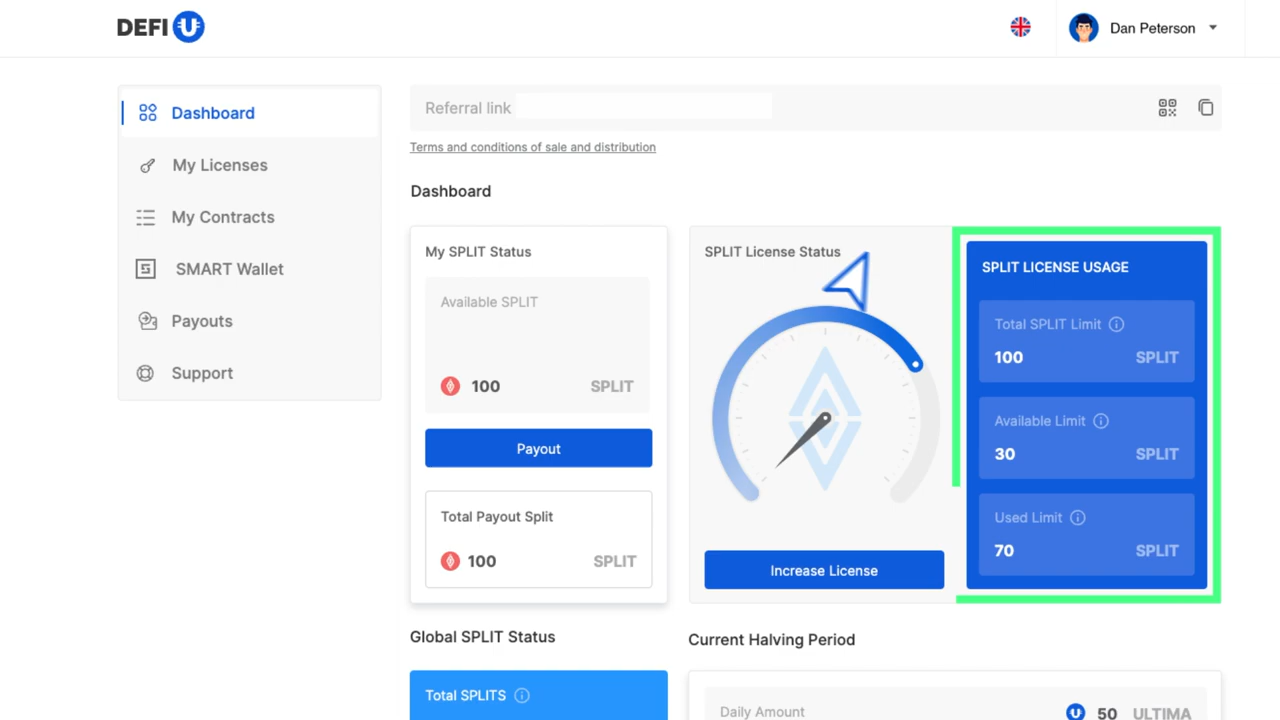 DEFI U
Dan Peterson
Dashboard
My Licenses
My Contracts
SMART Wallet
Payouts
Support
Referral link
Terms and conditions of sale and distribution
Dashboard
My SPLIT Status
Available SPLIT
100 SPLIT
Payout
Total Payout Split
100 SPLIT
SPLIT License Status
Increase License
SPLIT LICENSE USAGE
Total SPLIT Limit
100 SPLIT
Available Limit
30 SPLIT
Used Limit
70 SPLIT
Global SPLIT Status
Total SPLITS
Current Halving Period
Daily Amount
50 ULTIMA